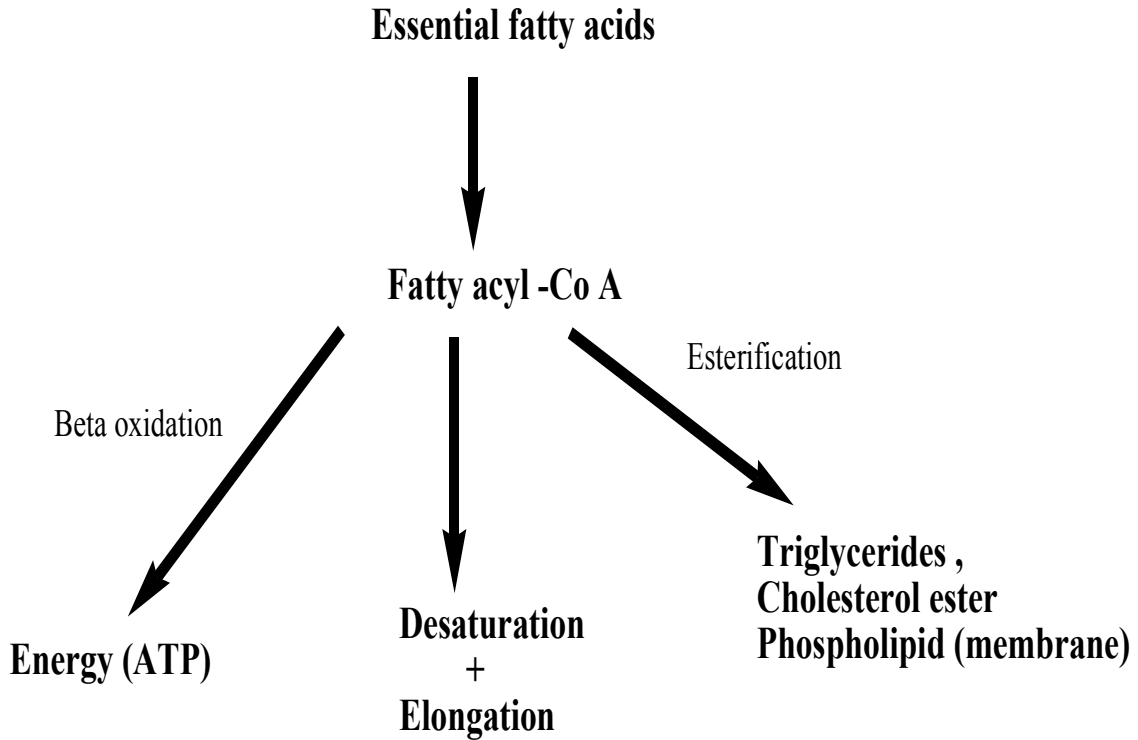 Essential fatty acids
Fatty acyl -Co A
Esterification
Beta oxidation
Triglycerides ,
Cholesterol ester
Phospholipid (membrane)
Desaturation
+
Elongation
Energy (ATP)